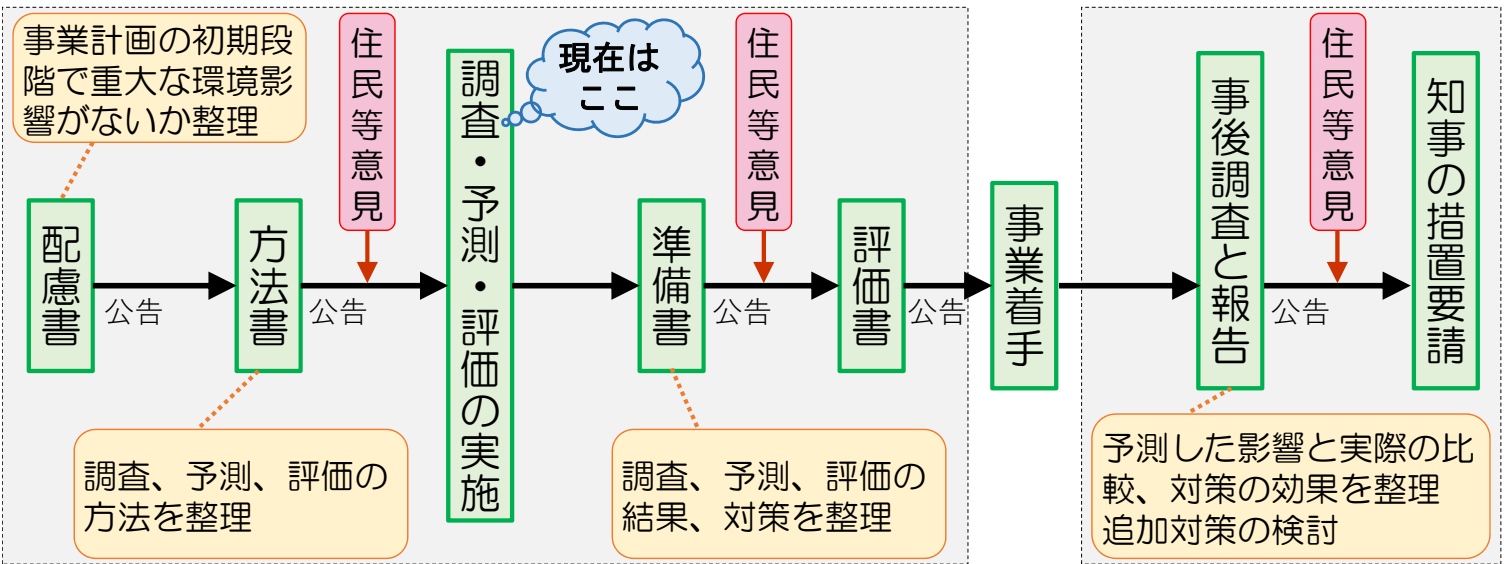 事業計画の初期段
階で重大な環境影
響がないか整理
住民等意見
現在は
ここ
住民等意見
住民等意見
配慮書
公告
方法書
公告
調査・予測・評価の実施
準備書
公告
評価書
公告
事業着手
事後調査と報告
公告
知事の措置要請
調査、予測、評価の
方法を整理
調査、予測、評価の
結果、対策を整理
予測した影響と実際の比
較、対策の効果を整理
追加対策の検討